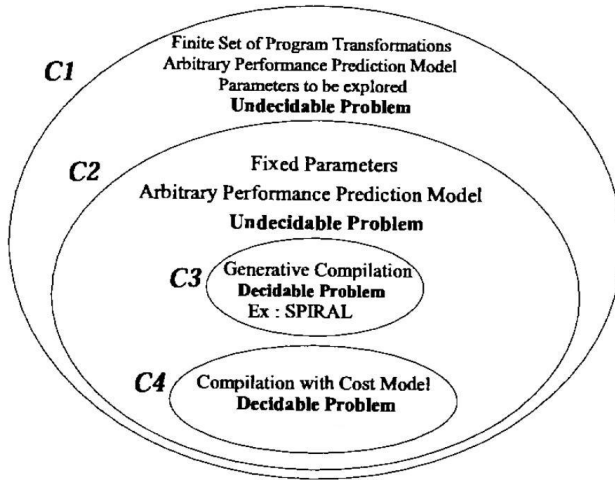 C1
Finite Set of Program Transformations
Arbitrary Performance Prediction Model
Parameters to be explored
Undecidable Problem
C2
Fixed Parameters
Arbitrary Performance Prediction Model
Undecidable Problem
C3
Generative Compilation
Decidable Problem
Ex : SPIRAL
C4
Compilation with Cost Model
Decidable Problem